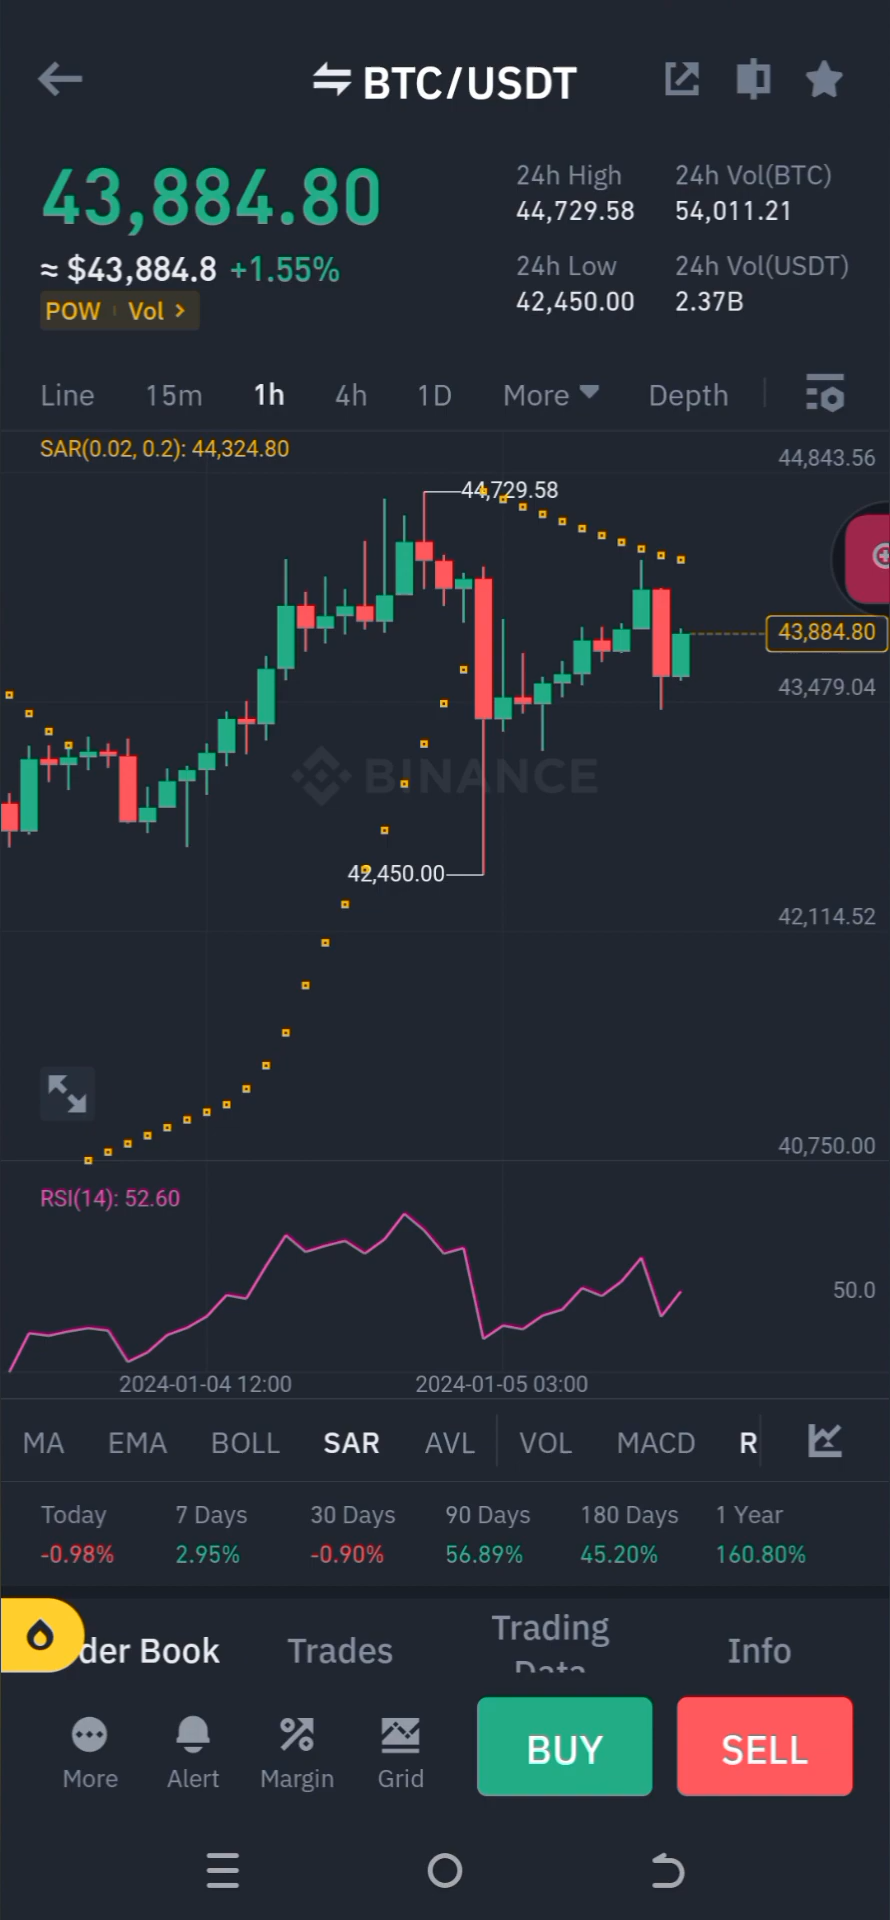 BTC/USDT
43,884.80
≈ $43,884.8 +1.55%
POW Vol >
24h High
44,729.58
24h Vol(BTC)
54,011.21
24h Low
42,450.00
24h Vol(USDT)
2.37B
Line 15m 1h 4h 1D More Depth
SAR(0.02, 0.2): 44,324.80
44,843.56
44,729.58
43,884.80
43,479.04
BINANCE
42,450.00
42,114.52
40,750.00
RSI(14): 52.60
50.0
2024-01-04 12:00 2024-01-05 03:00
MA EMA BOLL SAR AVL VOL MACD R
Today 7 Days 30 Days 90 Days 180 Days 1 Year
-0.98% 2.95% -0.90% 56.89% 45.20% 160.80%
der Book Trades Trading Data Info
More Alert Margin Grid BUY SELL